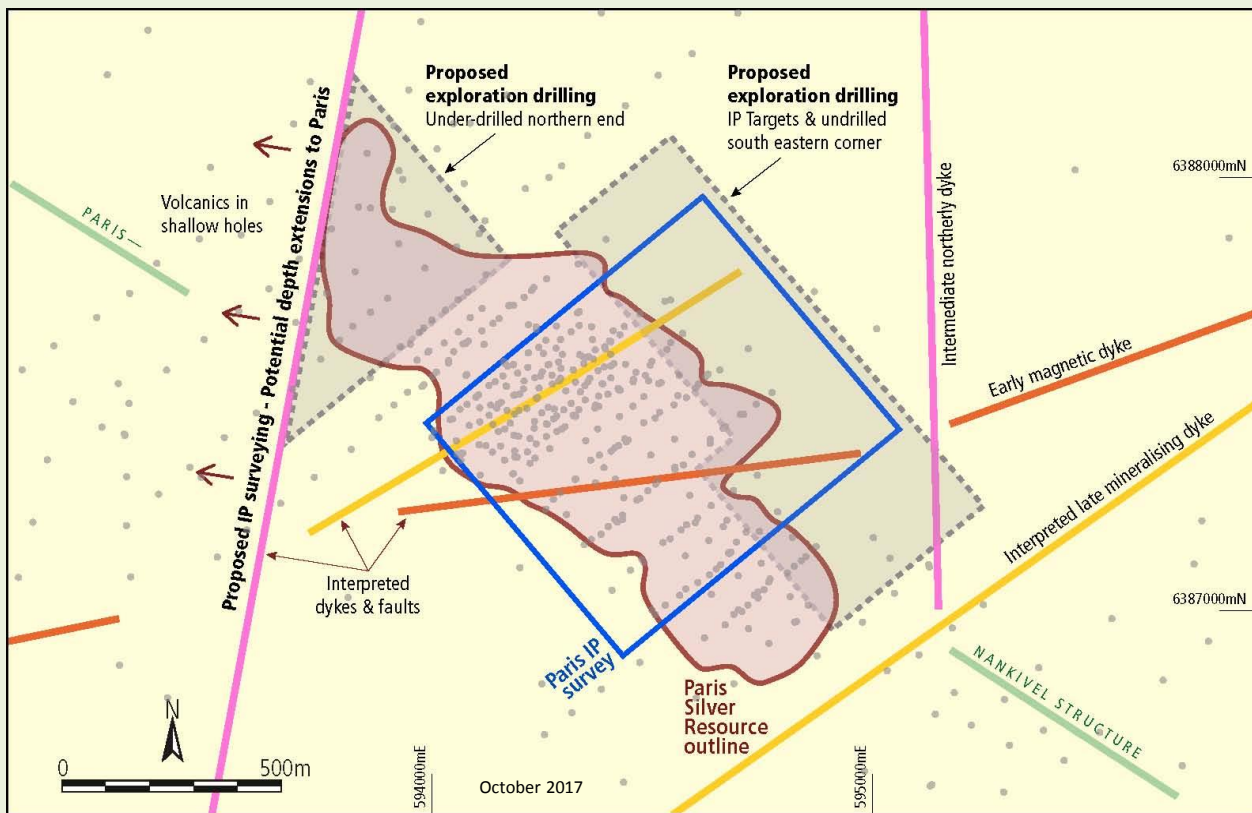 Proposed
exploration drilling
Under-drilled northern end
Proposed
exploration drilling
IP Targets & undrilled
south eastern corner
6388000mN
Volcanics in
shallow holes
PARIS—
Proposed IP surveying - Potential depth extensions to Paris
Intermediate northerly dyke
Early magnetic dyke
Interpreted late mineralising dyke
Interpreted
dykes & faults
6387000mN
Paris IP
survey
Paris
Silver
Resource
outline
NANKIVEL STRUCTURE
N
0 500m
594000mE
October 2017
595000mE